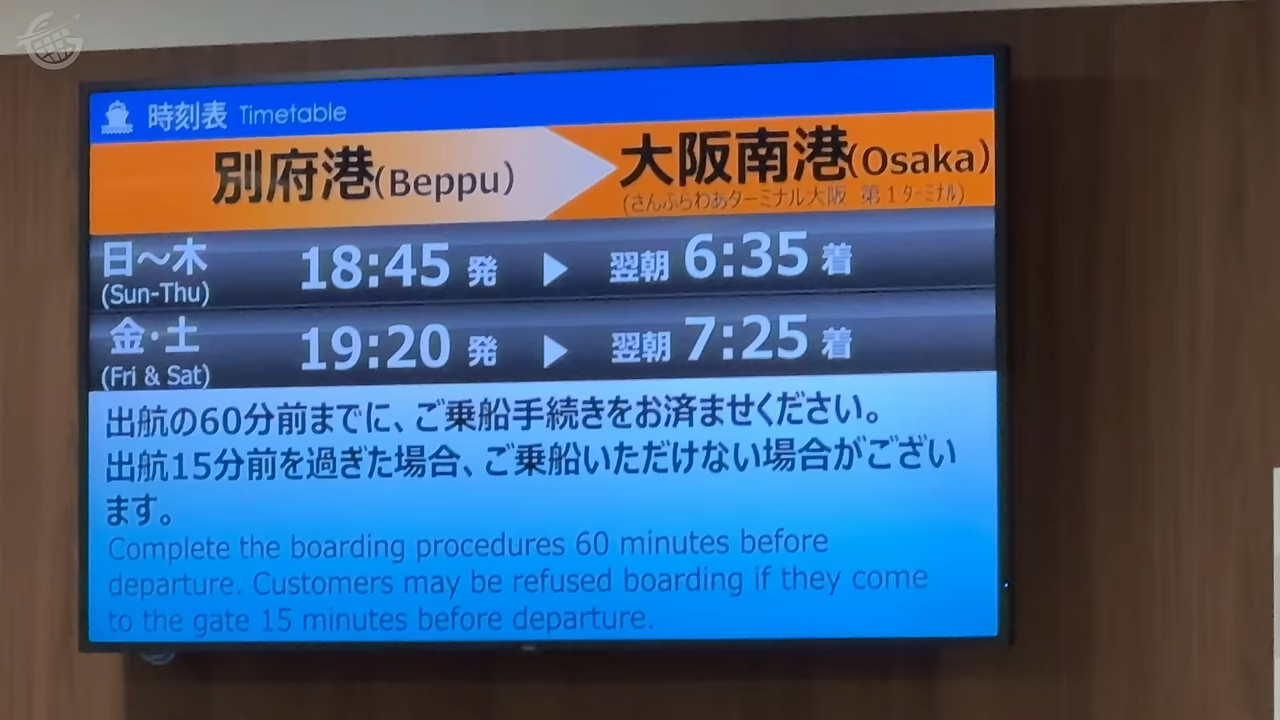 時刻表 Timetable
別府港(Beppu) 大阪南港(Osaka)
(さんふらわあターミナル大阪 第1ターミナル)
日～木 18:45 発 ▶ 翌朝 6:35 着
(Sun-Thu)
金・土 19:20 発 ▶ 翌朝 7:25 着
(Fri & Sat)
出航の60分前までに、ご乗船手続きをお済ませください。
出航15分前を過ぎた場合、ご乗船いただけない場合がござい
ます。
Complete the boarding procedures 60 minutes before
departure. Customers may be refused boarding if they come
to the gate 15 minutes before departure.